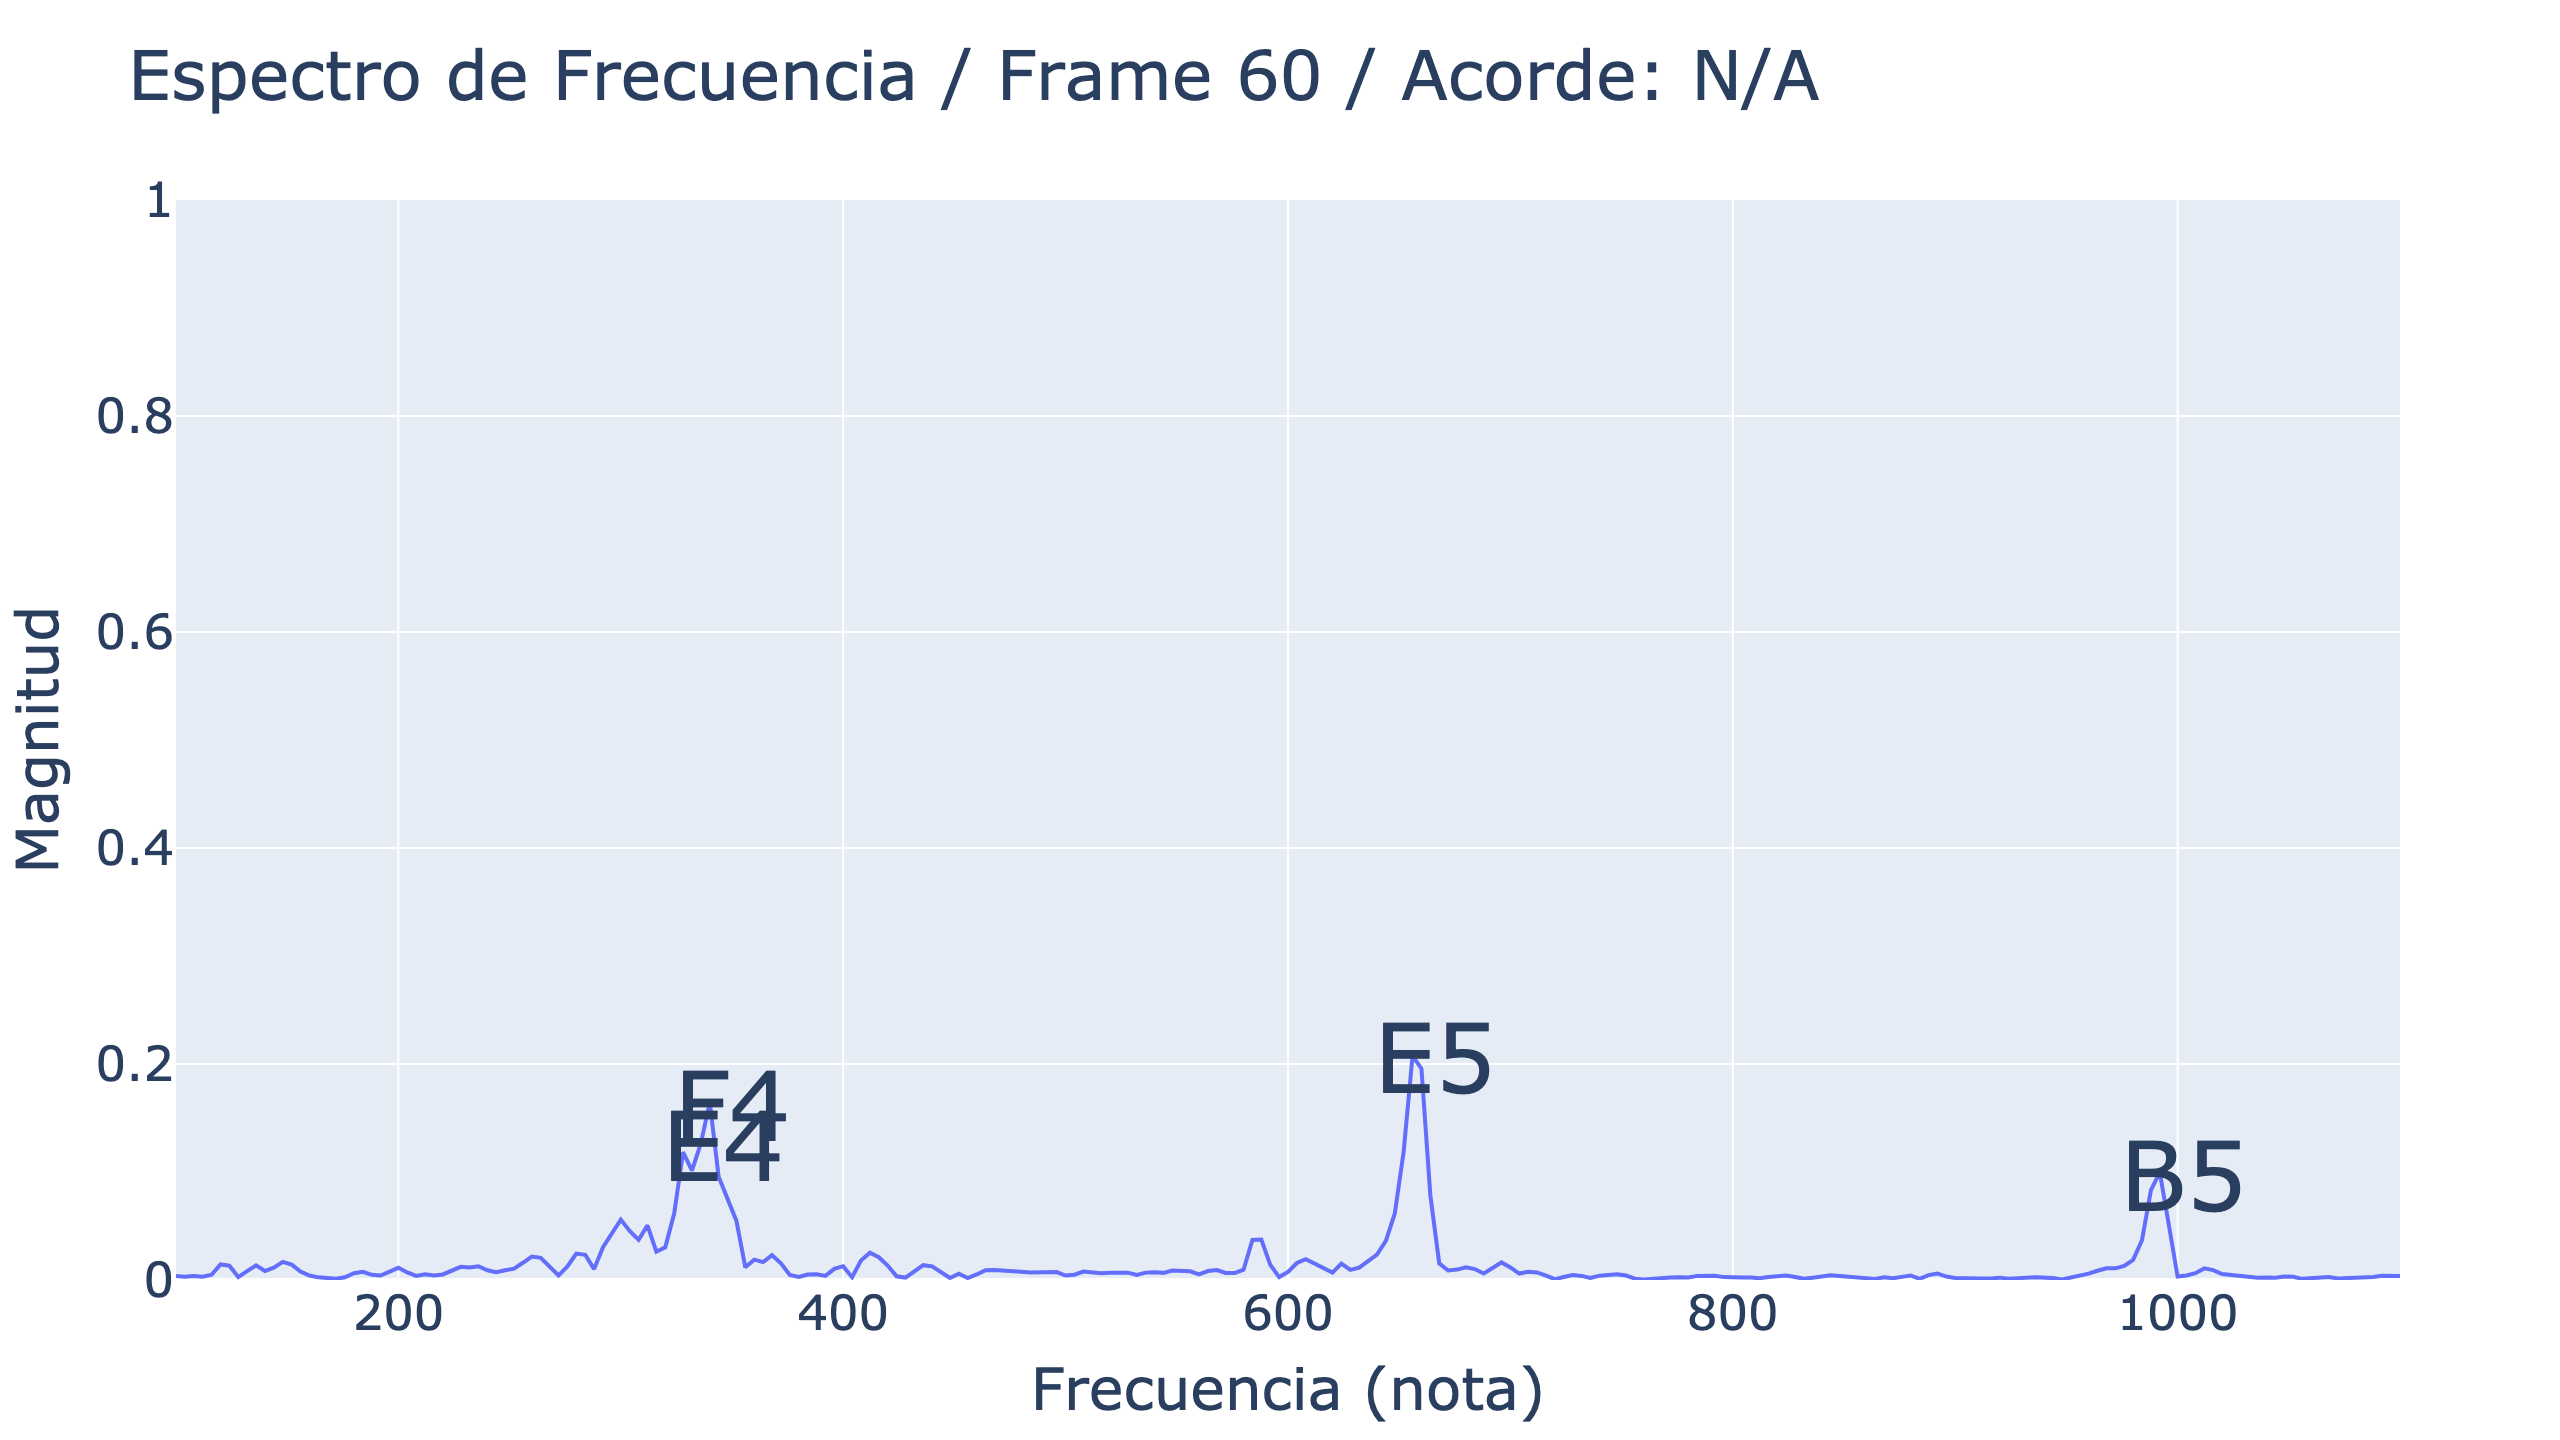 Espectro de Frecuencia / Frame 60 / Acorde: N/A
1
0.8
0.6
0.4
0.2
0
Magnitud
E5
F4
E4
B5
200 400 600 800 1000
Frecuencia (nota)